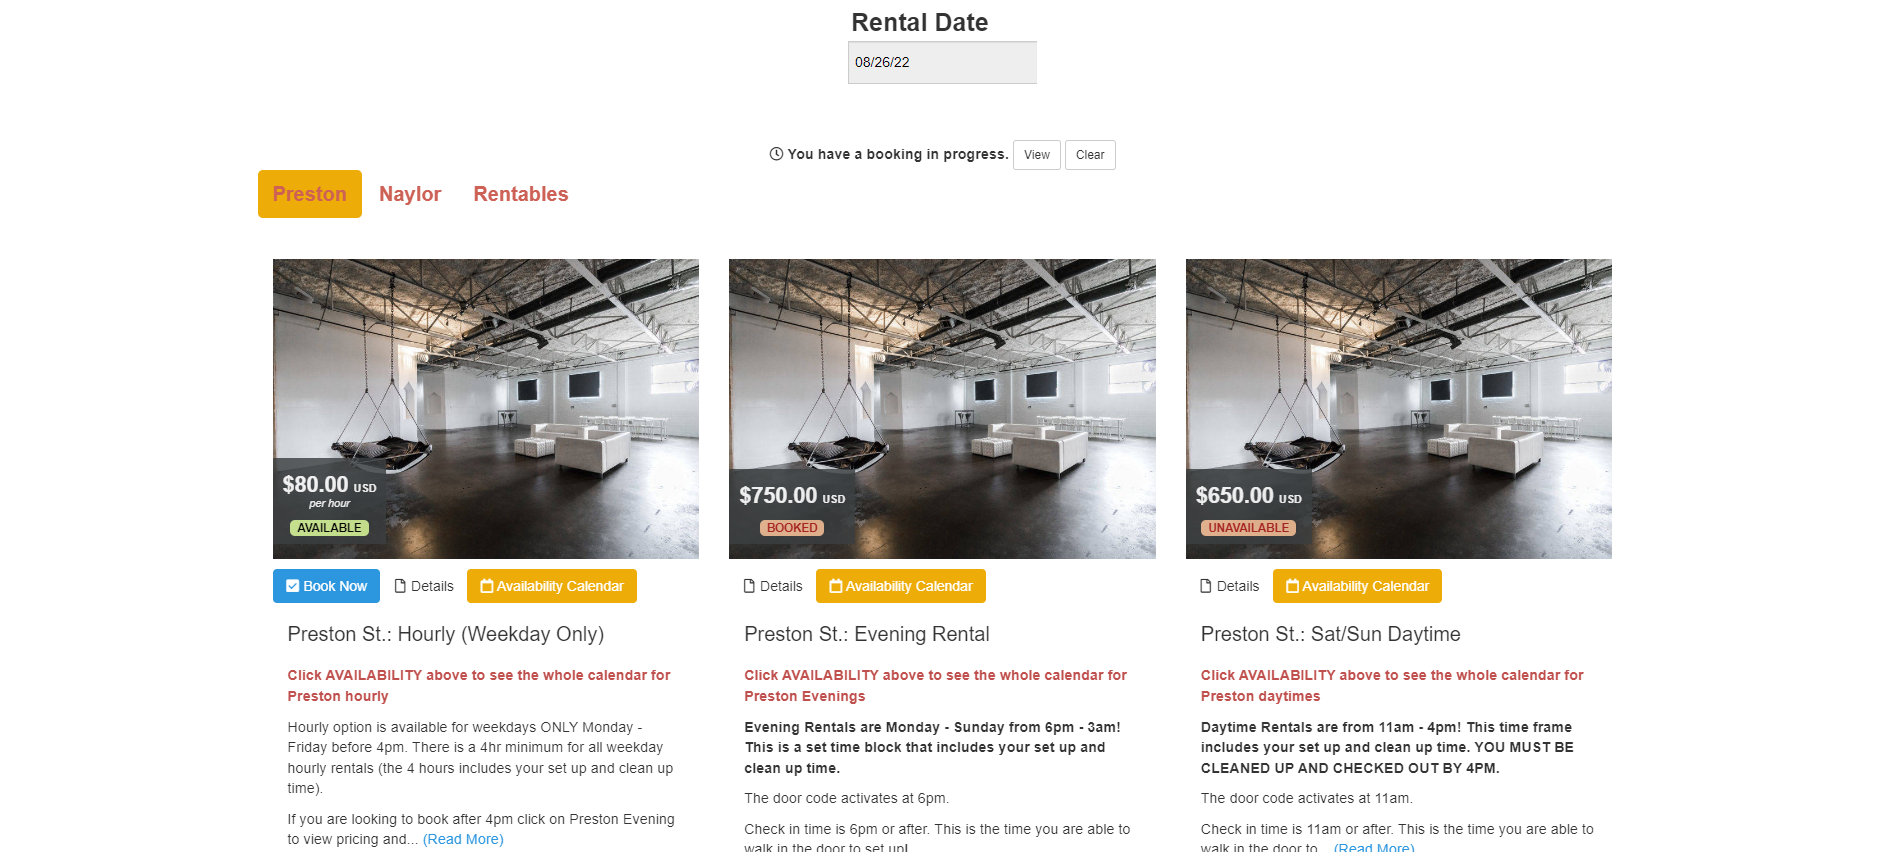 Rental Date
08/26/22
You have a booking in progress. View Clear
Preston Naylor Rentables
$80.00 USD
per hour
AVAILABLE
Book Now Details Availability Calendar
Preston St.: Hourly (Weekday Only)
Click AVAILABILITY above to see the whole calendar for
Preston hourly
Hourly option is available for weekdays ONLY Monday -
Friday before 4pm. There is a 4hr minimum for all weekday
hourly rentals (the 4 hours includes your set up and clean up
time).
If you are looking to book after 4pm click on Preston Evening
to view pricing and... (Read More)
$750.00 USD
BOOKED
Details Availability Calendar
Preston St.: Evening Rental
Click AVAILABILITY above to see the whole calendar for
Preston Evenings
Evening Rentals are Monday - Sunday from 6pm - 3am!
This is a set time block that includes your set up and
clean up time.
The door code activates at 6pm.
Check in time is 6pm or after. This is the time you are able to
walk in the door to set up!
$650.00 USD
UNAVAILABLE
Details Availability Calendar
Preston St.: Sat/Sun Daytime
Click AVAILABILITY above to see the whole calendar for
Preston daytimes
Daytime Rentals are from 11am - 4pm! This time frame
includes your set up and clean up time. YOU MUST BE
CLEANED UP AND CHECKED OUT BY 4PM.
The door code activates at 11am.
Check in time is 11am or after. This is the time you are able to
walk in the door to... (Read More)